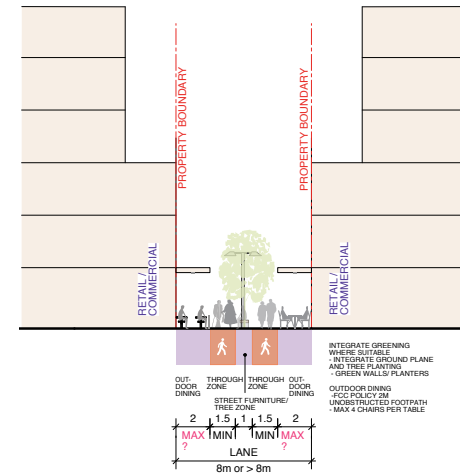 PROPERTY BOUNDARY
PROPERTY BOUNDARY
RETAIL/
COMMERCIAL
RETAIL/
COMMERCIAL
INTEGRATE GREENING
WHERE SUITABLE
- INTEGRATE GROUND PLANE
AND TREE PLANTING
- GREEN WALLS/ PLANTERS
OUTDOOR DINING
-FCC POLICY 2M
UNOBSTRUCTED FOOTPATH
- MAX 4 CHAIRS PER TABLE
OUT-
DOOR
DINING
THROUGH
ZONE
THROUGH
ZONE
OUT-
DOOR
DINING
STREET FURNITURE/
TREE ZONE
2 1.5 1 1.5 2
MAX MIN MIN MAX
? ?
LANE
8m or > 8m